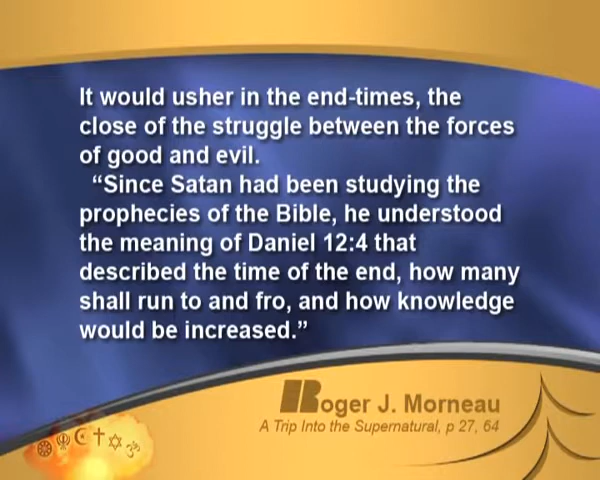 It would usher in the end-times, the
close of the struggle between the forces
of good and evil.
“Since Satan had been studying the
prophecies of the Bible, he understood
the meaning of Daniel 12:4 that
described the time of the end, how many
shall run to and fro, and how knowledge
would be increased.”
Roger J. Morneau
A Trip Into the Supernatural, p 27, 64